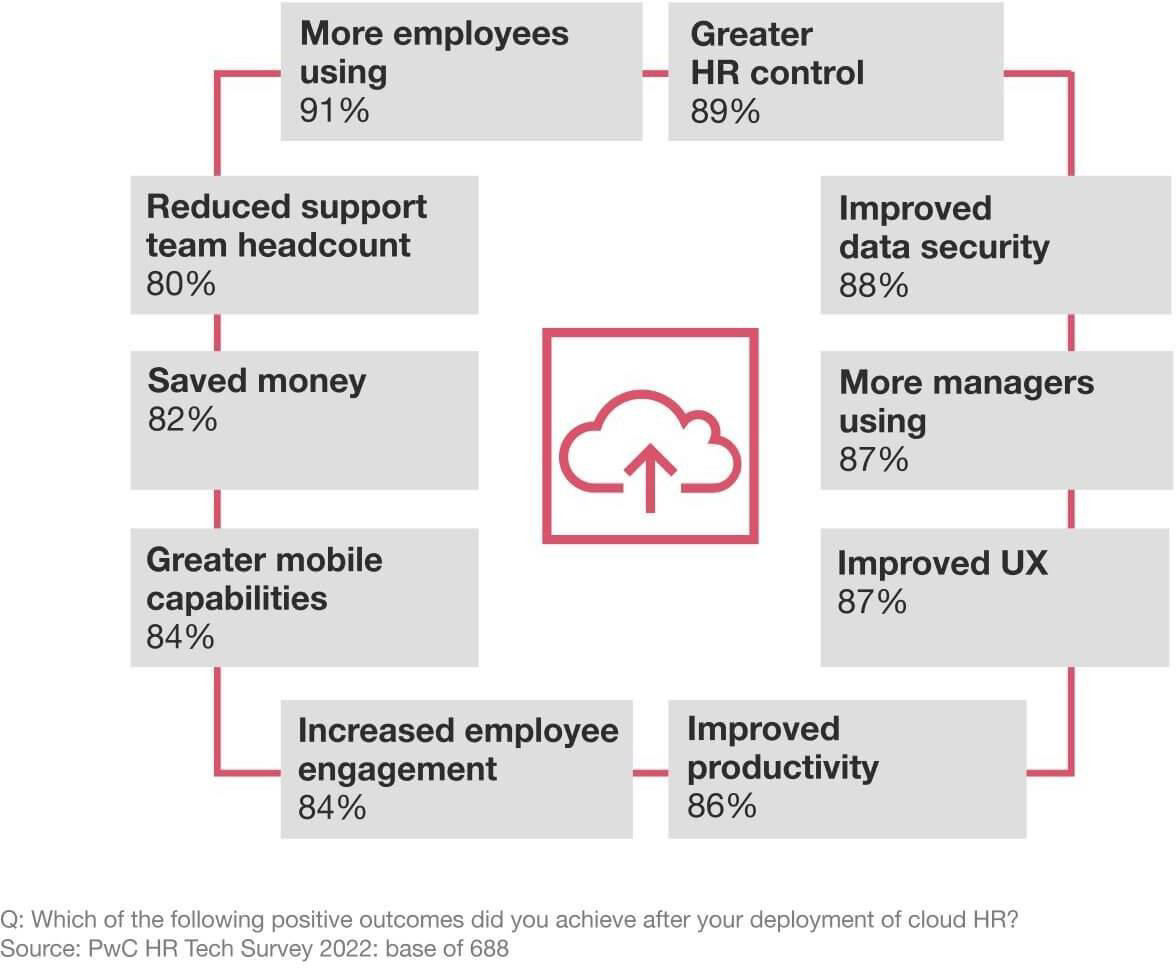 More employees
using
91%
Greater
HR control
89%
Improved
data security
88%
More managers
using
87%
Improved UX
87%
Improved
productivity
86%
Increased employee
engagement
84%
Greater mobile
capabilities
84%
Saved money
82%
Reduced support
team headcount
80%
Q: Which of the following positive outcomes did you achieve after your deployment of cloud HR?
Source: PwC HR Tech Survey 2022: base of 688